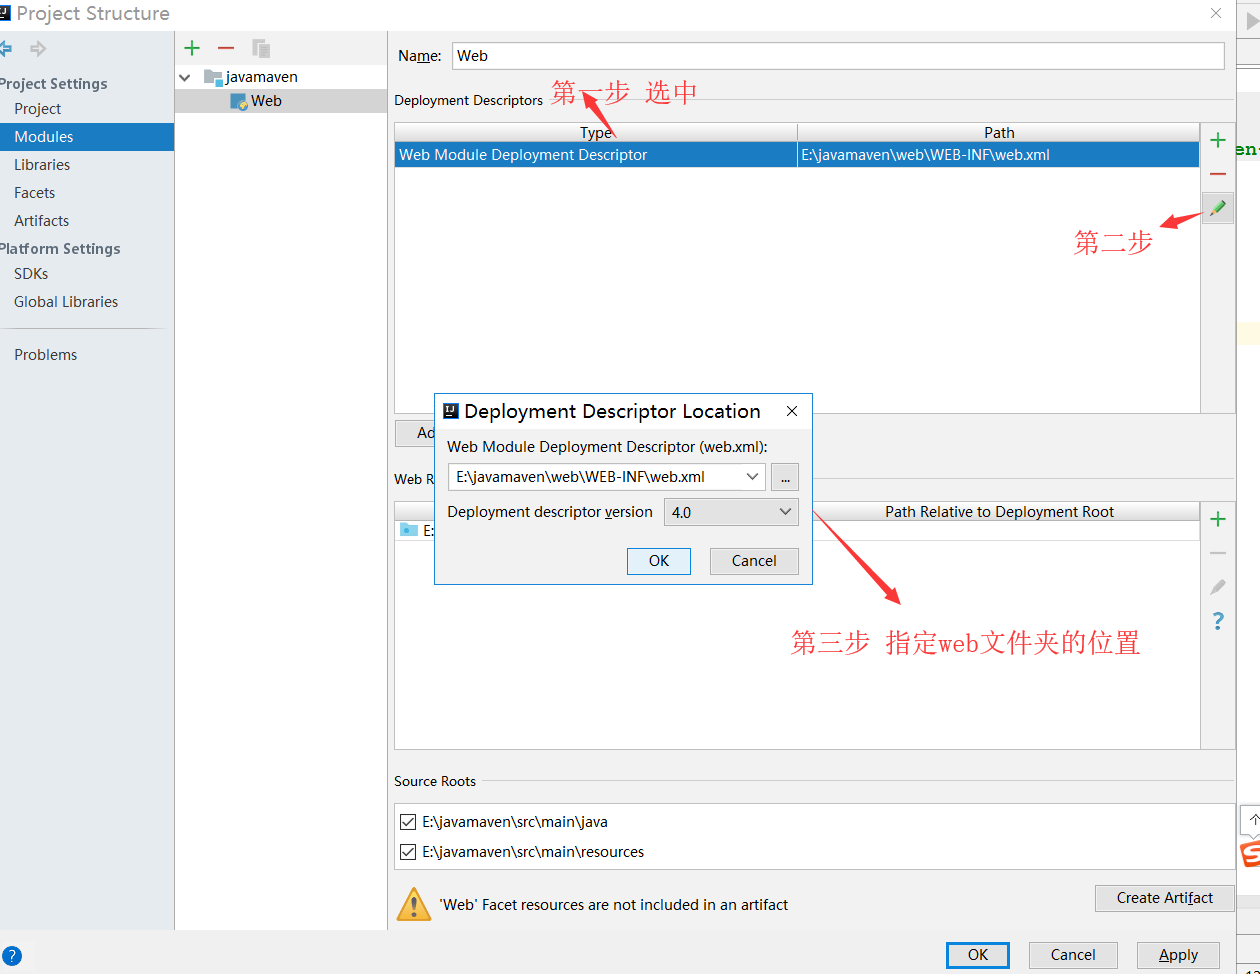 Project Structure
Name: Web
Project Settings
Project
Modules
Libraries
Facets
Artifacts
Platform Settings
SDKs
Global Libraries
Problems
javamaven
Web
Deployment Descriptors
第一步 选中
Type Path
Web Module Deployment Descriptor E:\javamaven\web\WEB-INF\web.xml
第二步
Deployment Descriptor Location
Web Module Deployment Descriptor (web.xml):
E:\javamaven\web\WEB-INF\web.xml ...
Deployment descriptor version 4.0
OK Cancel
Ad
Web R
Path Relative to Deployment Root
E:
第三步 指定web文件夹的位置
Source Roots
E:\javamaven\src\main\java
E:\javamaven\src\main\resources
'Web' Facet resources are not included in an artifact
Create Artifact
OK Cancel Apply